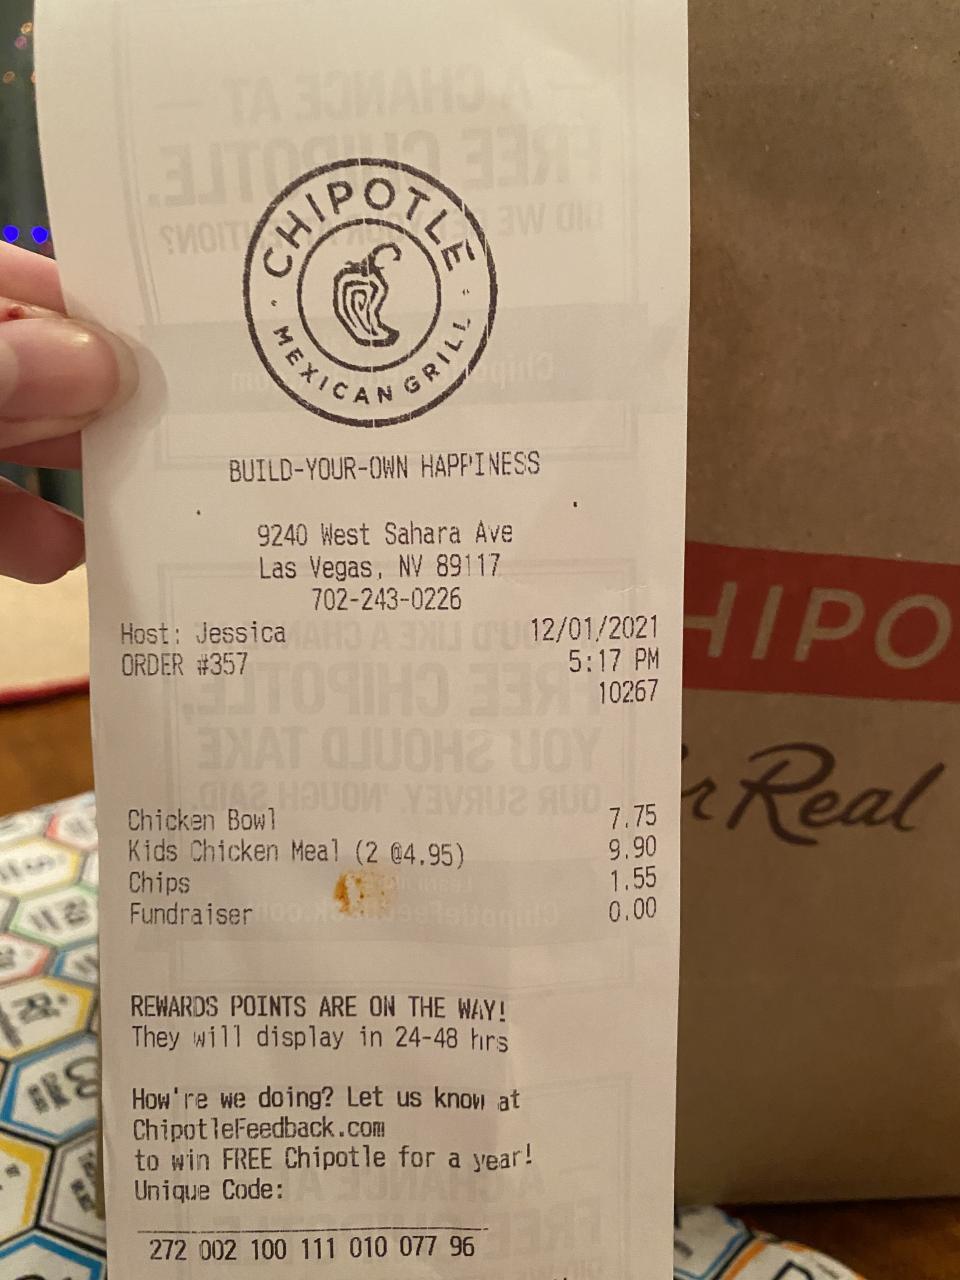 CHIPOTLE
MEXICAN GRILL
BUILD-YOUR-OWN HAPPINESS
9240 West Sahara Ave
Las Vegas, NV 89117
702-243-0226
Host: Jessica 12/01/2021
ORDER #357 5:17 PM
10267
Chicken Bowl 7.75
Kids Chicken Meal (2 @4.95) 9.90
Chips 1.55
Fundraiser 0.00
REWARDS POINTS ARE ON THE WAY!
They will display in 24-48 hrs
How're we doing? Let us know at
ChipotleFeedback.com
to win FREE Chipotle for a year!
Unique Code:
272 002 100 111 010 077 96
HIPO
r Real